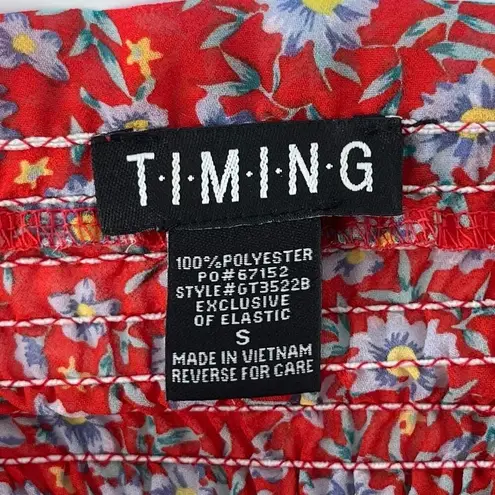 T·I·M·I·N·G
100% POLYESTER
PO#67152
STYLE#GT3522B
EXCLUSIVE
OF ELASTIC
S
MADE IN VIETNAM
REVERSE FOR CARE